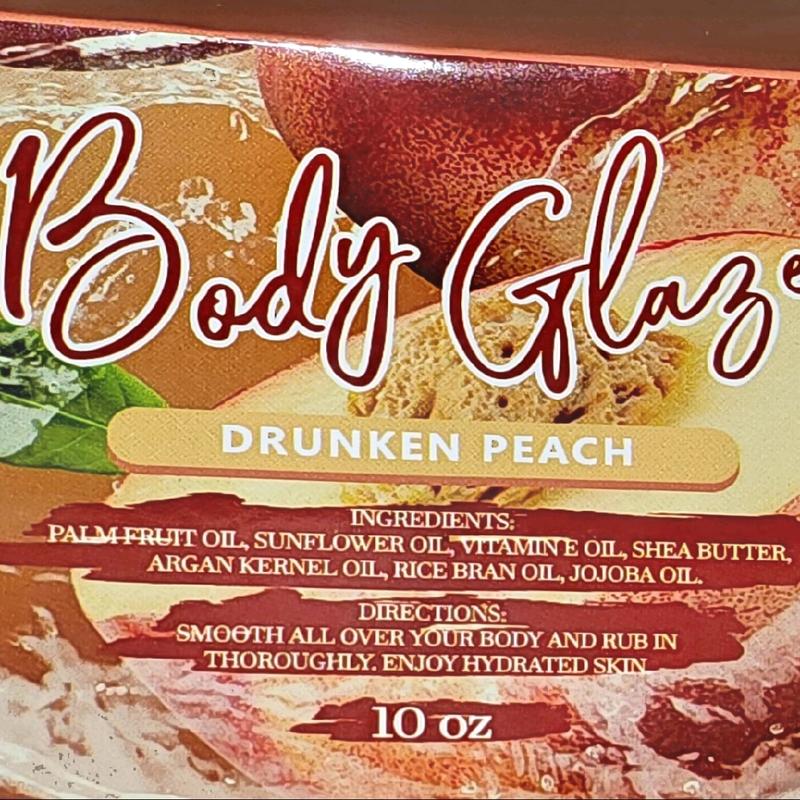 Body Glaze
DRUNKEN PEACH
INGREDIENTS:
PALM FRUIT OIL, SUNFLOWER OIL, VITAMIN E OIL, SHEA BUTTER,
ARGAN KERNEL OIL, RICE BRAN OIL, JOJOBA OIL.
DIRECTIONS:
SMOOTH ALL OVER YOUR BODY AND RUB IN
THOROUGHLY. ENJOY HYDRATED SKIN
10 oz